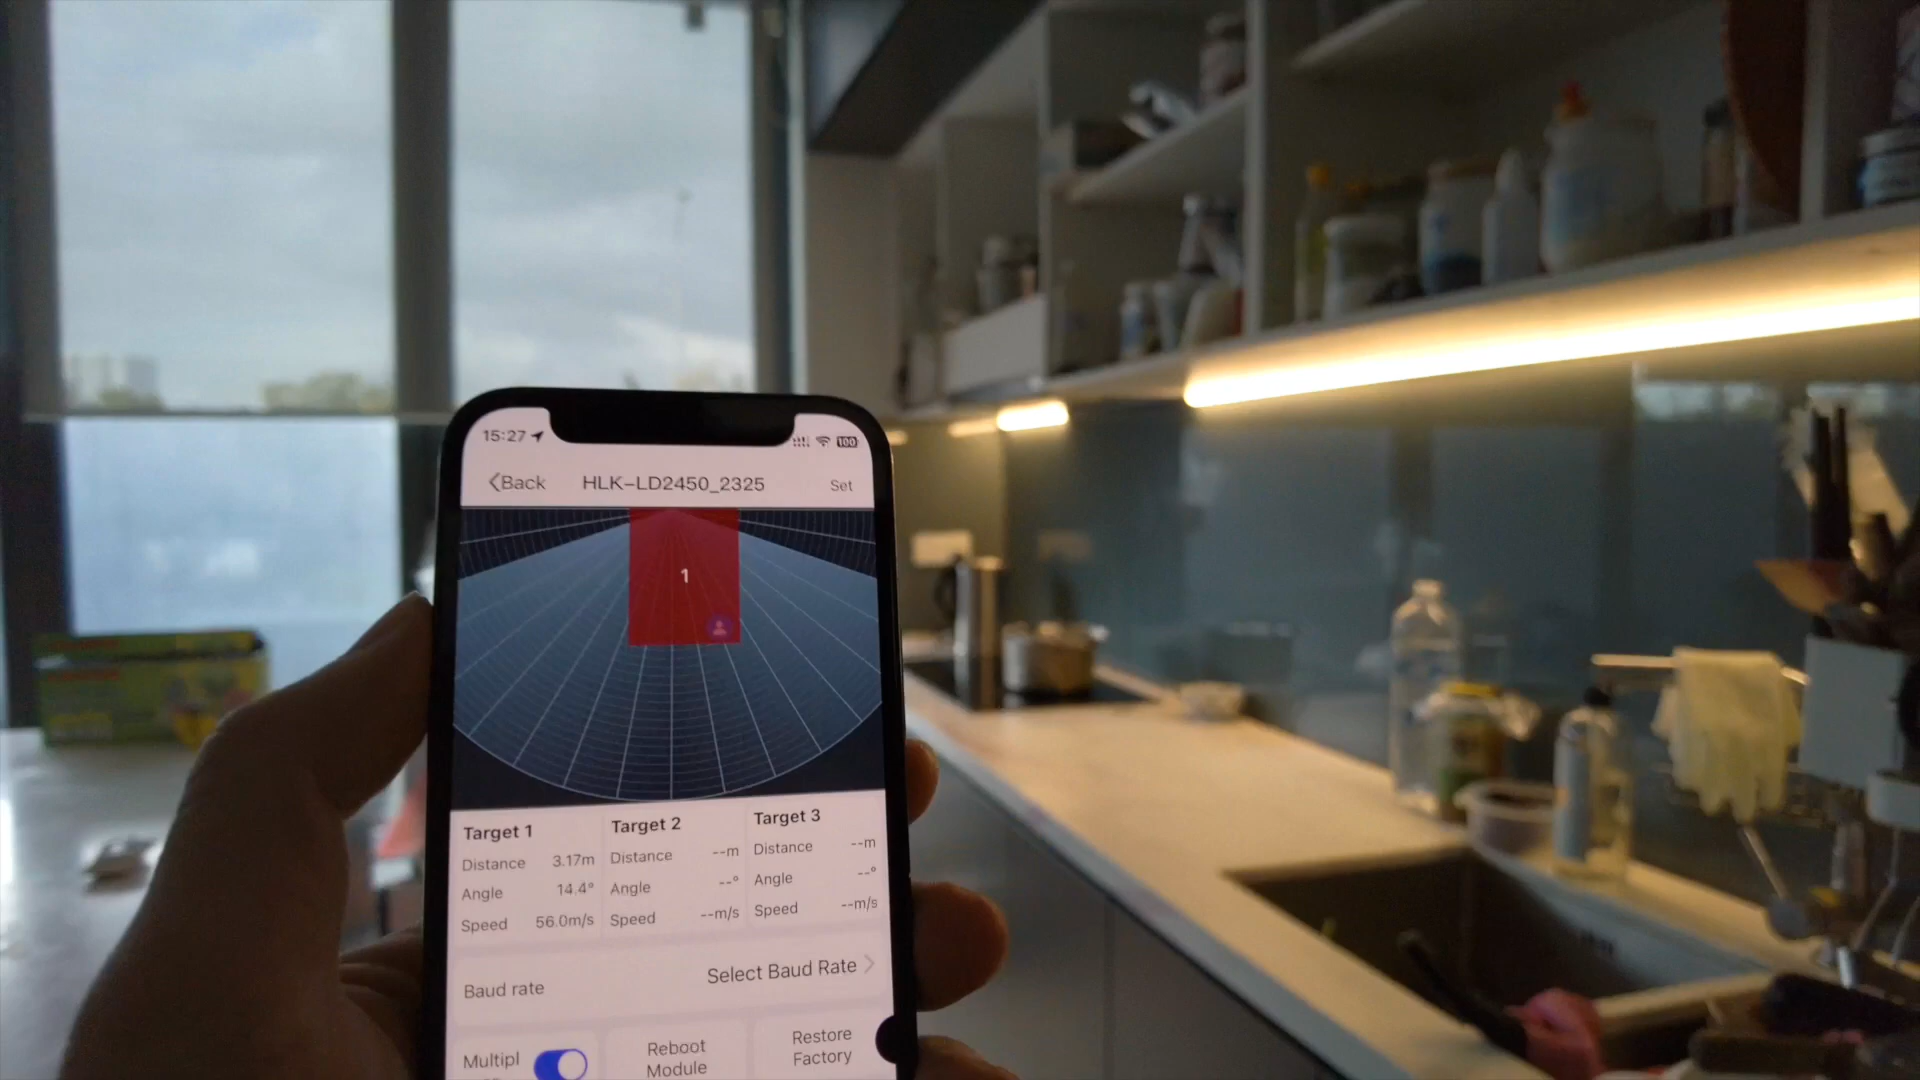 15:27
100
Back HLK-LD2450_2325 Set
1
Target 1 Target 2 Target 3
Distance 3.17m Distance --m Distance --m
Angle 14.4° Angle --° Angle --°
Speed 56.0m/s Speed --m/s Speed --m/s
Baud rate Select Baud Rate
Multipl
Reboot
Module
Restore
Factory